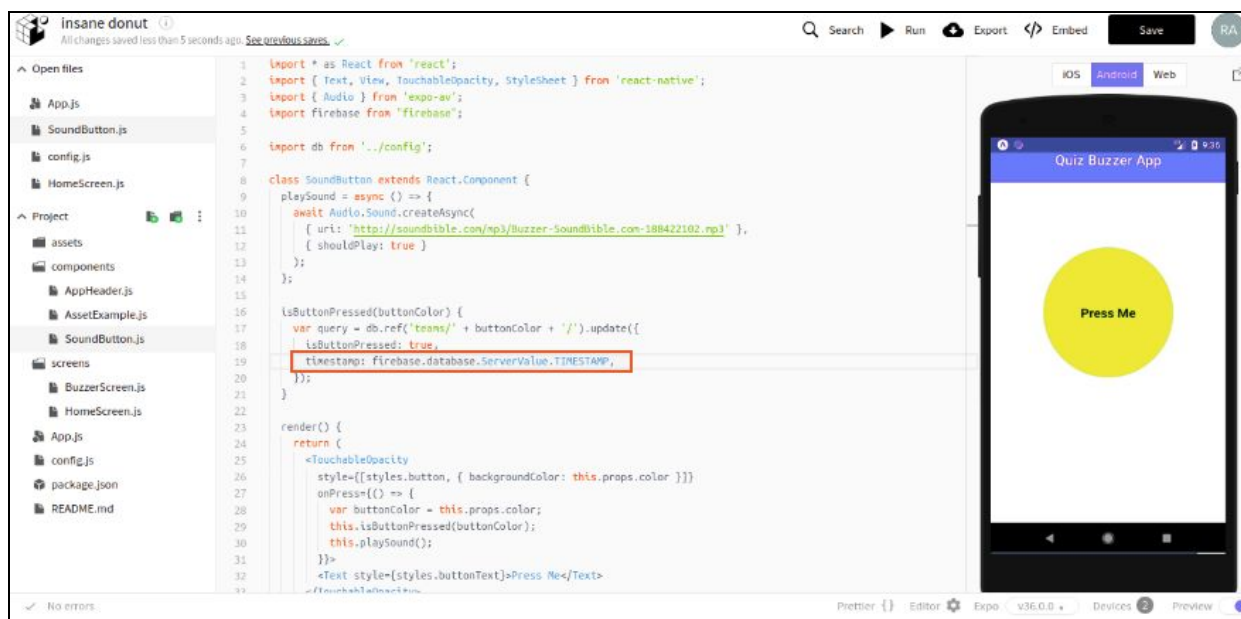 insane donut
All changes saved less than 5 seconds ago. See previous saves.
Search
Run
Export
Embed
Save
RA
Open files
App.js
SoundButton.js
config.js
HomeScreen.js
Project
assets
components
AppHeader.js
AssetExample.js
SoundButton.js
screens
BuzzerScreen.js
HomeScreen.js
App.js
config.js
package.json
README.md
1 import * as React from 'react';
2 import { Text, View, TouchableOpacity, StyleSheet } from 'react-native';
3 import { Audio } from 'expo-av';
4 import firebase from "firebase";
5
6 import db from '../config';
7
8 class SoundButton extends React.Component {
9 playSound = async () => {
10 await Audio.Sound.createAsync(
11 { uri: 'http://soundbible.com/mp3/Buzzer-SoundBible.com-188422102.mp3' },
12 { shouldPlay: true }
13 );
14 };
15
16 isButtonPressed(buttonColor) {
17 var query = db.ref('teams/' + buttonColor + '/').update({
18 isButtonPressed: true,
19 timestamp: firebase.database.ServerValue.TIMESTAMP,
20 });
21 }
22
23 render() {
24 return (
25 <TouchableOpacity
26 style={[styles.button, { backgroundColor: this.props.color }]}
27 onPress={() => {
28 var buttonColor = this.props.color;
29 this.isButtonPressed(buttonColor);
30 this.playSound();
31 }}>
32 <Text style={styles.buttonText}>Press Me</Text>
33 </TouchableOpacity>
iOS Android Web
9:36
Quiz Buzzer App
Press Me
No errors
Prettier { } Editor Expo v36.0.0 Devices 2 Preview